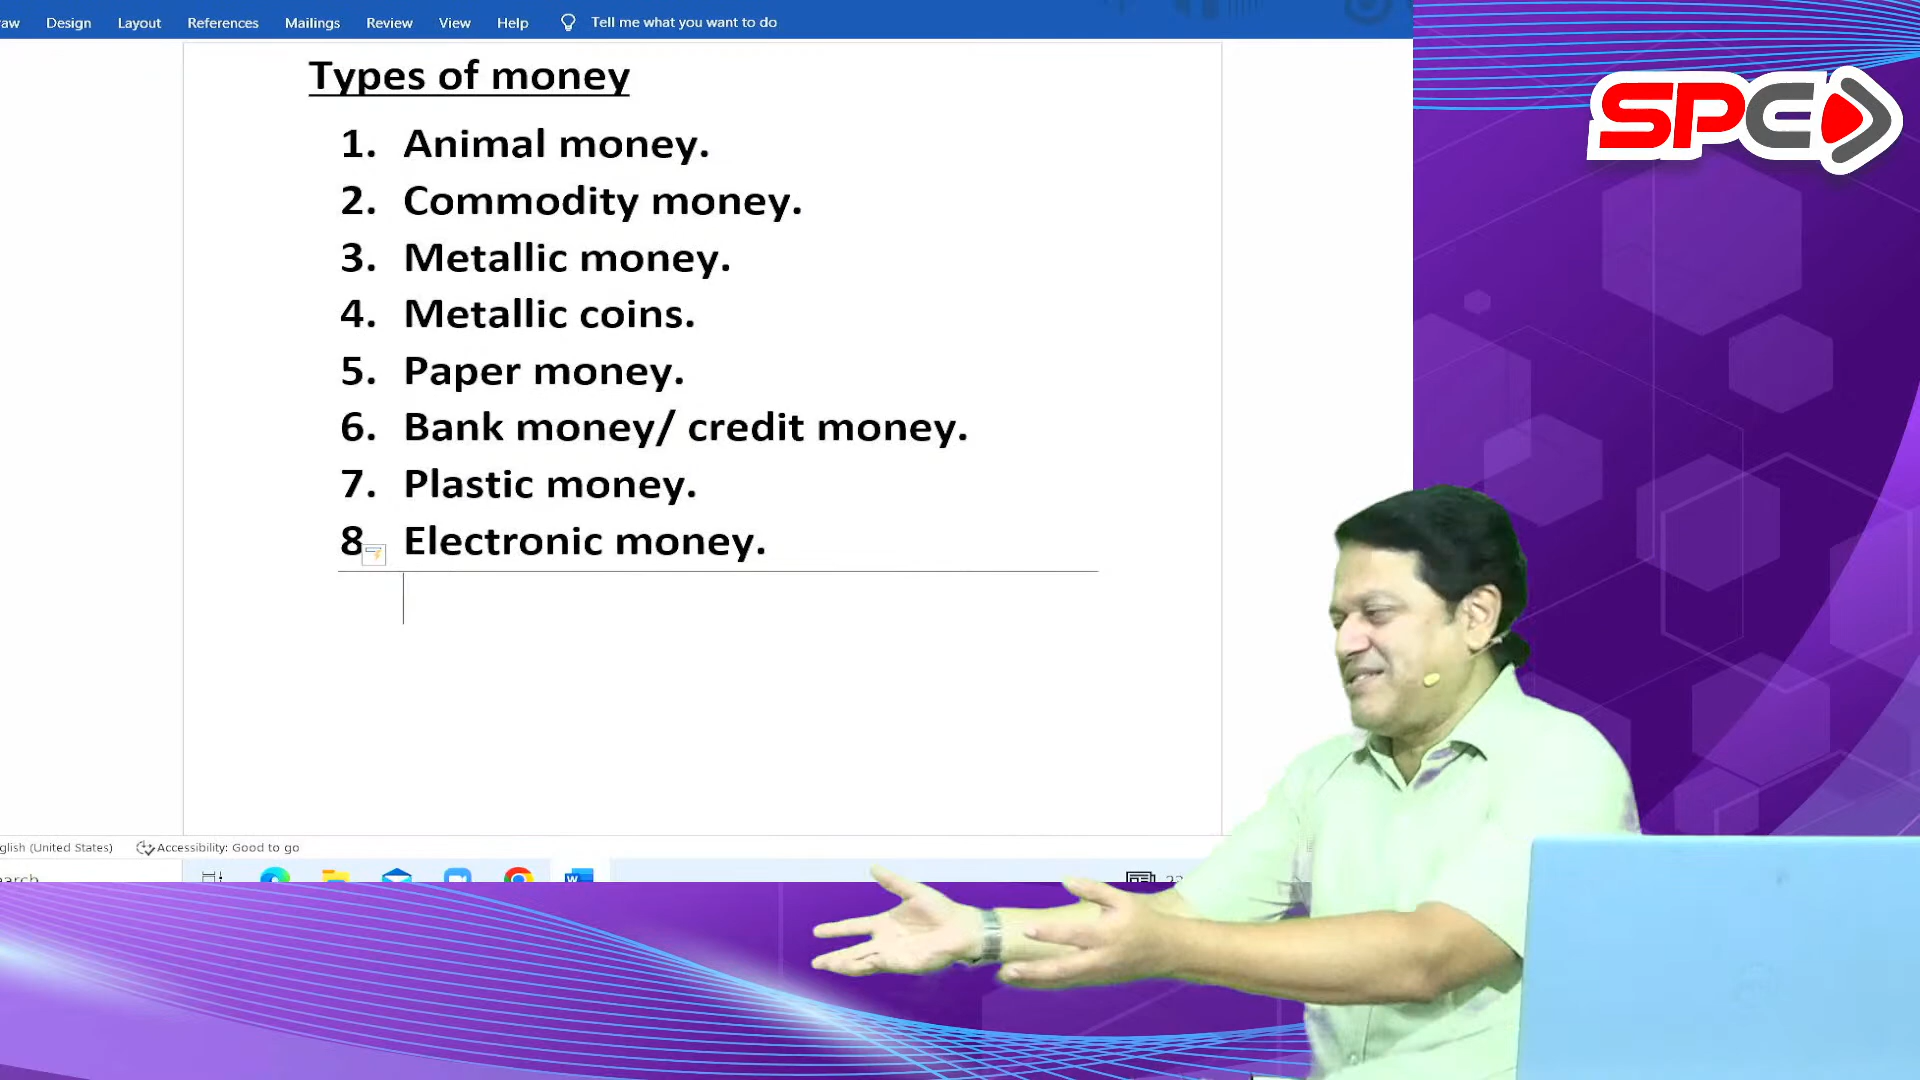 aw Design Layout References Mailings Review View Help Tell me what you want to do
SPE
Types of money
1. Animal money.
2. Commodity money.
3. Metallic money.
4. Metallic coins.
5. Paper money.
6. Bank money/ credit money.
7. Plastic money.
8 Electronic money.
glish (United States) Accessibility: Good to go
earch